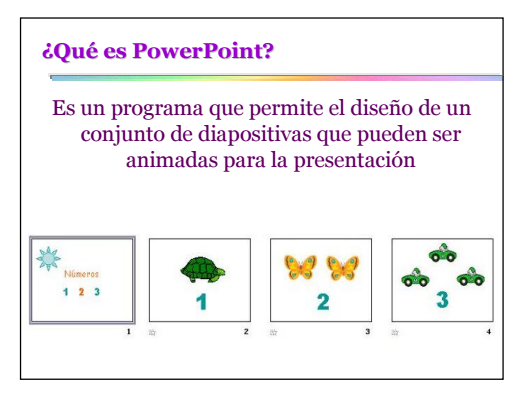 ¿Qué es PowerPoint?
Es un programa que permite el diseño de un
conjunto de diapositivas que pueden ser
animadas para la presentación
Números
1 2 3
1
2
3
1
2
3
4